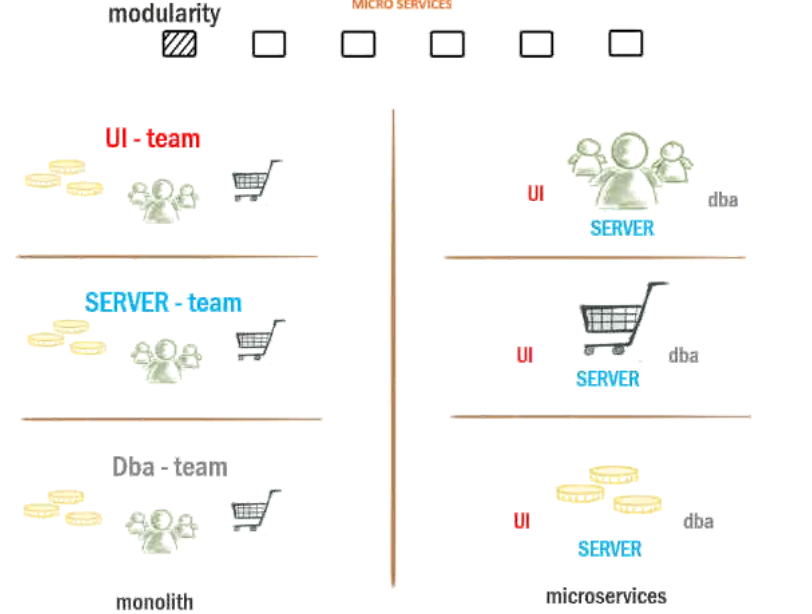 MICRO SERVICES
modularity
UI - team
SERVER - team
Dba - team
monolith
UI
dba
SERVER
UI
dba
SERVER
UI
dba
SERVER
microservices